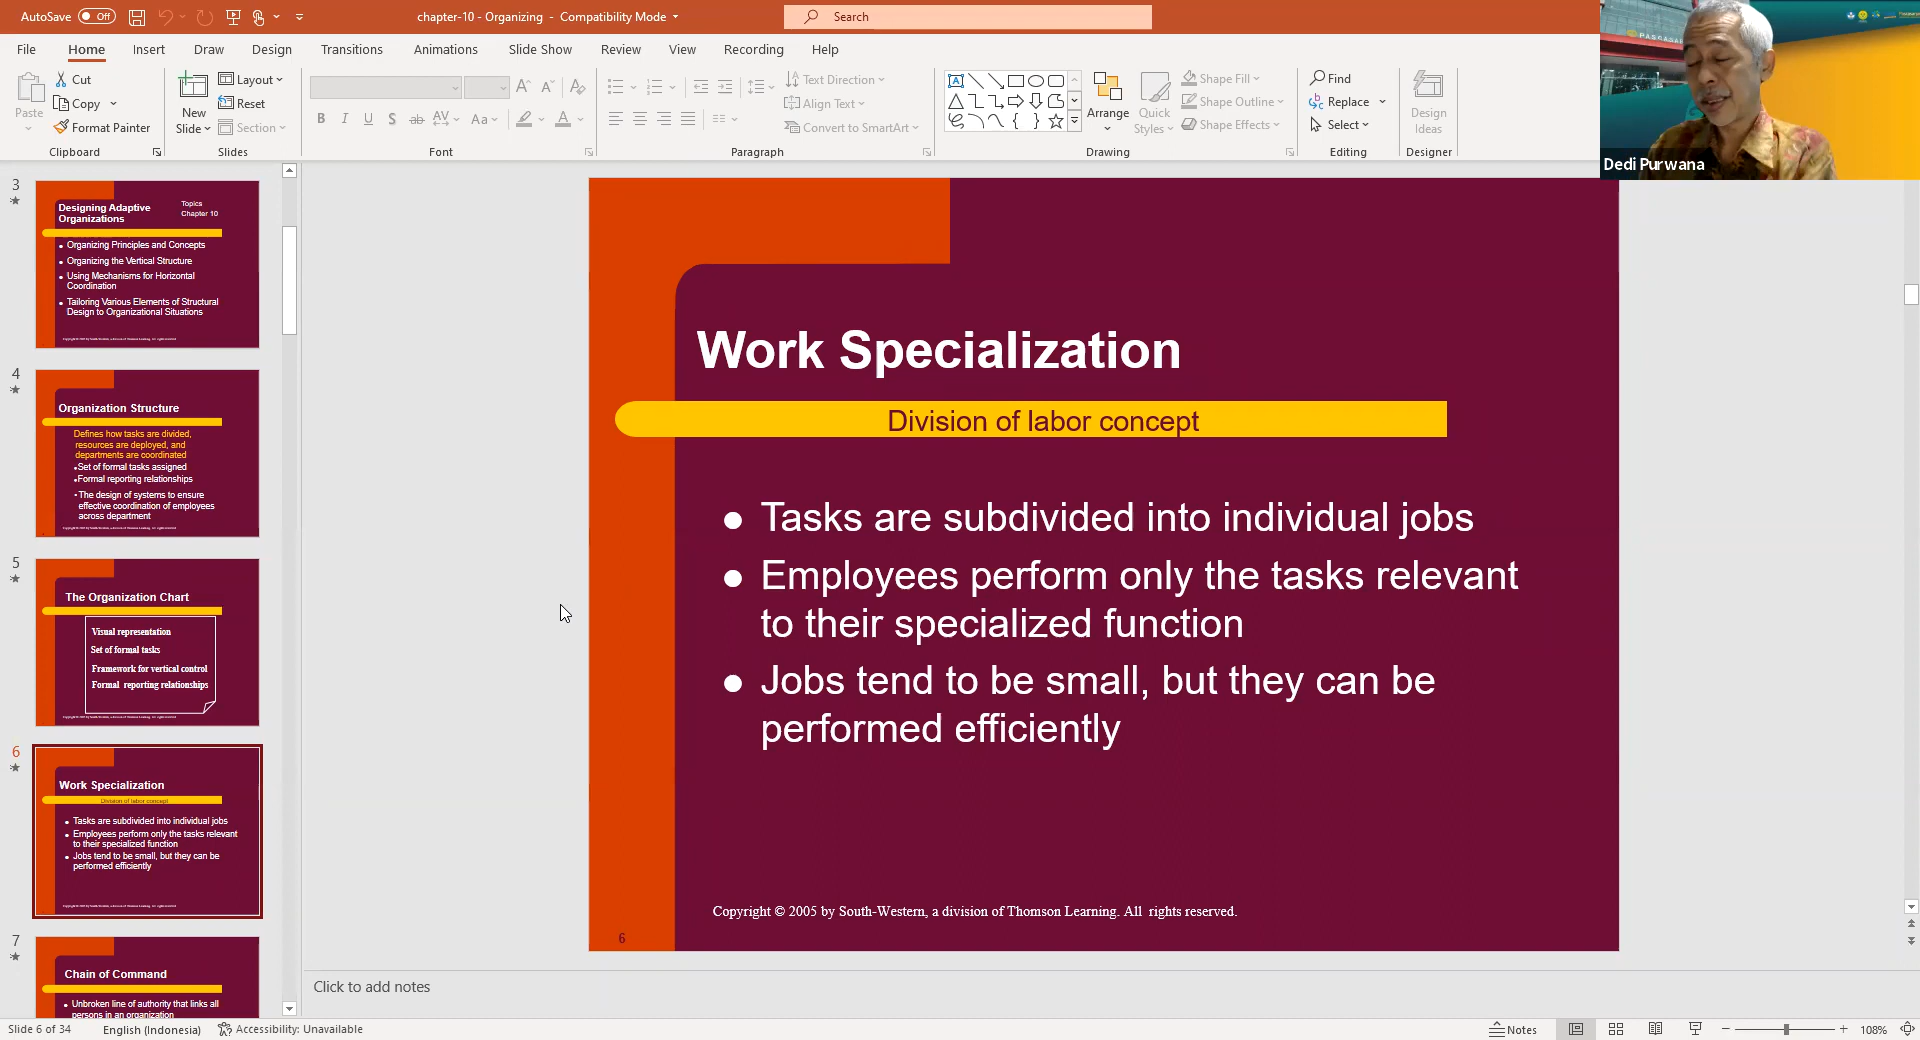 AutoSave Off
chapter-10 - Organizing - Compatibility Mode
Search
File Home Insert Draw Design Transitions Animations Slide Show Review View Recording Help
Paste
Cut
Copy
Format Painter
Clipboard
New
Slide
Layout
Reset
Section
Slides
B I U S ab AV Aa A
Font
Text Direction
Align Text
Convert to SmartArt
Paragraph
Arrange
Quick
Styles
Shape Fill
Shape Outline
Shape Effects
Drawing
Find
Replace
Select
Editing
Design
Ideas
Designer
Dedi Purwana
3
Designing Adaptive
Organizations
Topics
Chapter 10
Organizing Principles and Concepts
Organizing the Vertical Structure
Using Mechanisms for Horizontal
Coordination
Tailoring Various Elements of Structural
Design to Organizational Situations
4
Organization Structure
Defines how tasks are divided,
resources are deployed, and
departments are coordinated
Set of formal tasks assigned
Formal reporting relationships
The design of systems to ensure
effective coordination of employees
across department
5
The Organization Chart
Visual representation
Set of formal tasks
Framework for vertical control
Formal reporting relationships
6
Work Specialization
Division of labor concept
Tasks are subdivided into individual jobs
Employees perform only the tasks relevant
to their specialized function
Jobs tend to be small, but they can be
performed efficiently
7
Chain of Command
Unbroken line of authority that links all
persons in an organization
Work Specialization
Division of labor concept
● Tasks are subdivided into individual jobs
● Employees perform only the tasks relevant
to their specialized function
● Jobs tend to be small, but they can be
performed efficiently
Copyright © 2005 by South-Western, a division of Thomson Learning. All rights reserved.
6
Click to add notes
Slide 6 of 34
English (Indonesia)
Accessibility: Unavailable
Notes
108%